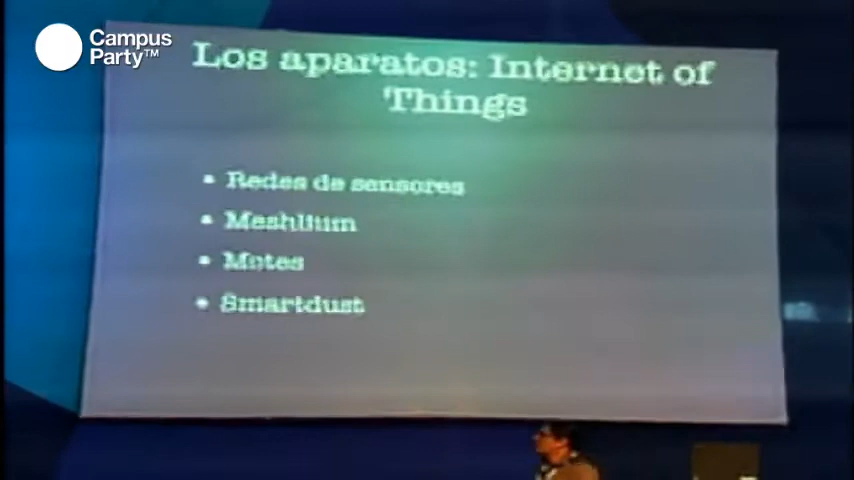 Campus
Party™
Los aparatos: Internet of
Things
• Redes de sensores
• Meshlium
• Motes
• Smartdust